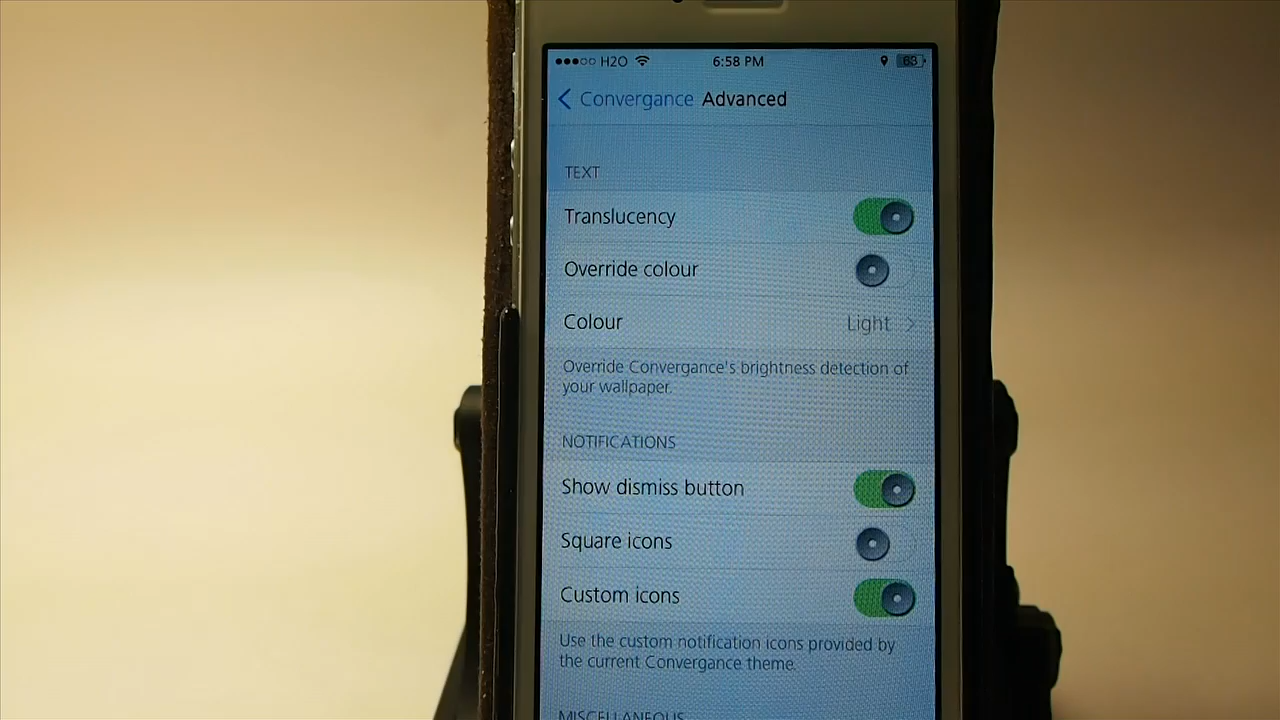 H2O 6:58 PM 63
Convergance Advanced
TEXT
Translucency
Override colour
Colour Light
Override Convergance's brightness detection of
your wallpaper.
NOTIFICATIONS
Show dismiss button
Square icons
Custom icons
Use the custom notification icons provided by
the current Convergance theme.
MISCELLANEOUS